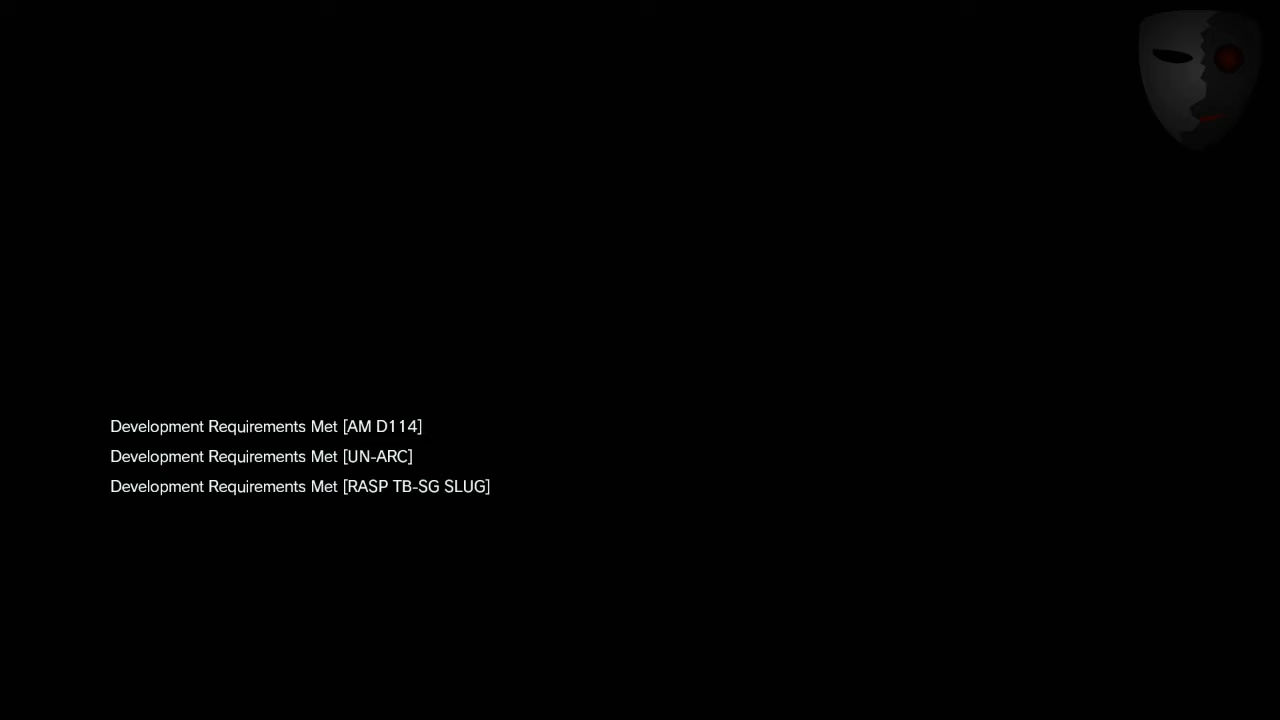 Development Requirements Met [AM D114]
Development Requirements Met [UN-ARC]
Development Requirements Met [RASP TB-SG SLUG]